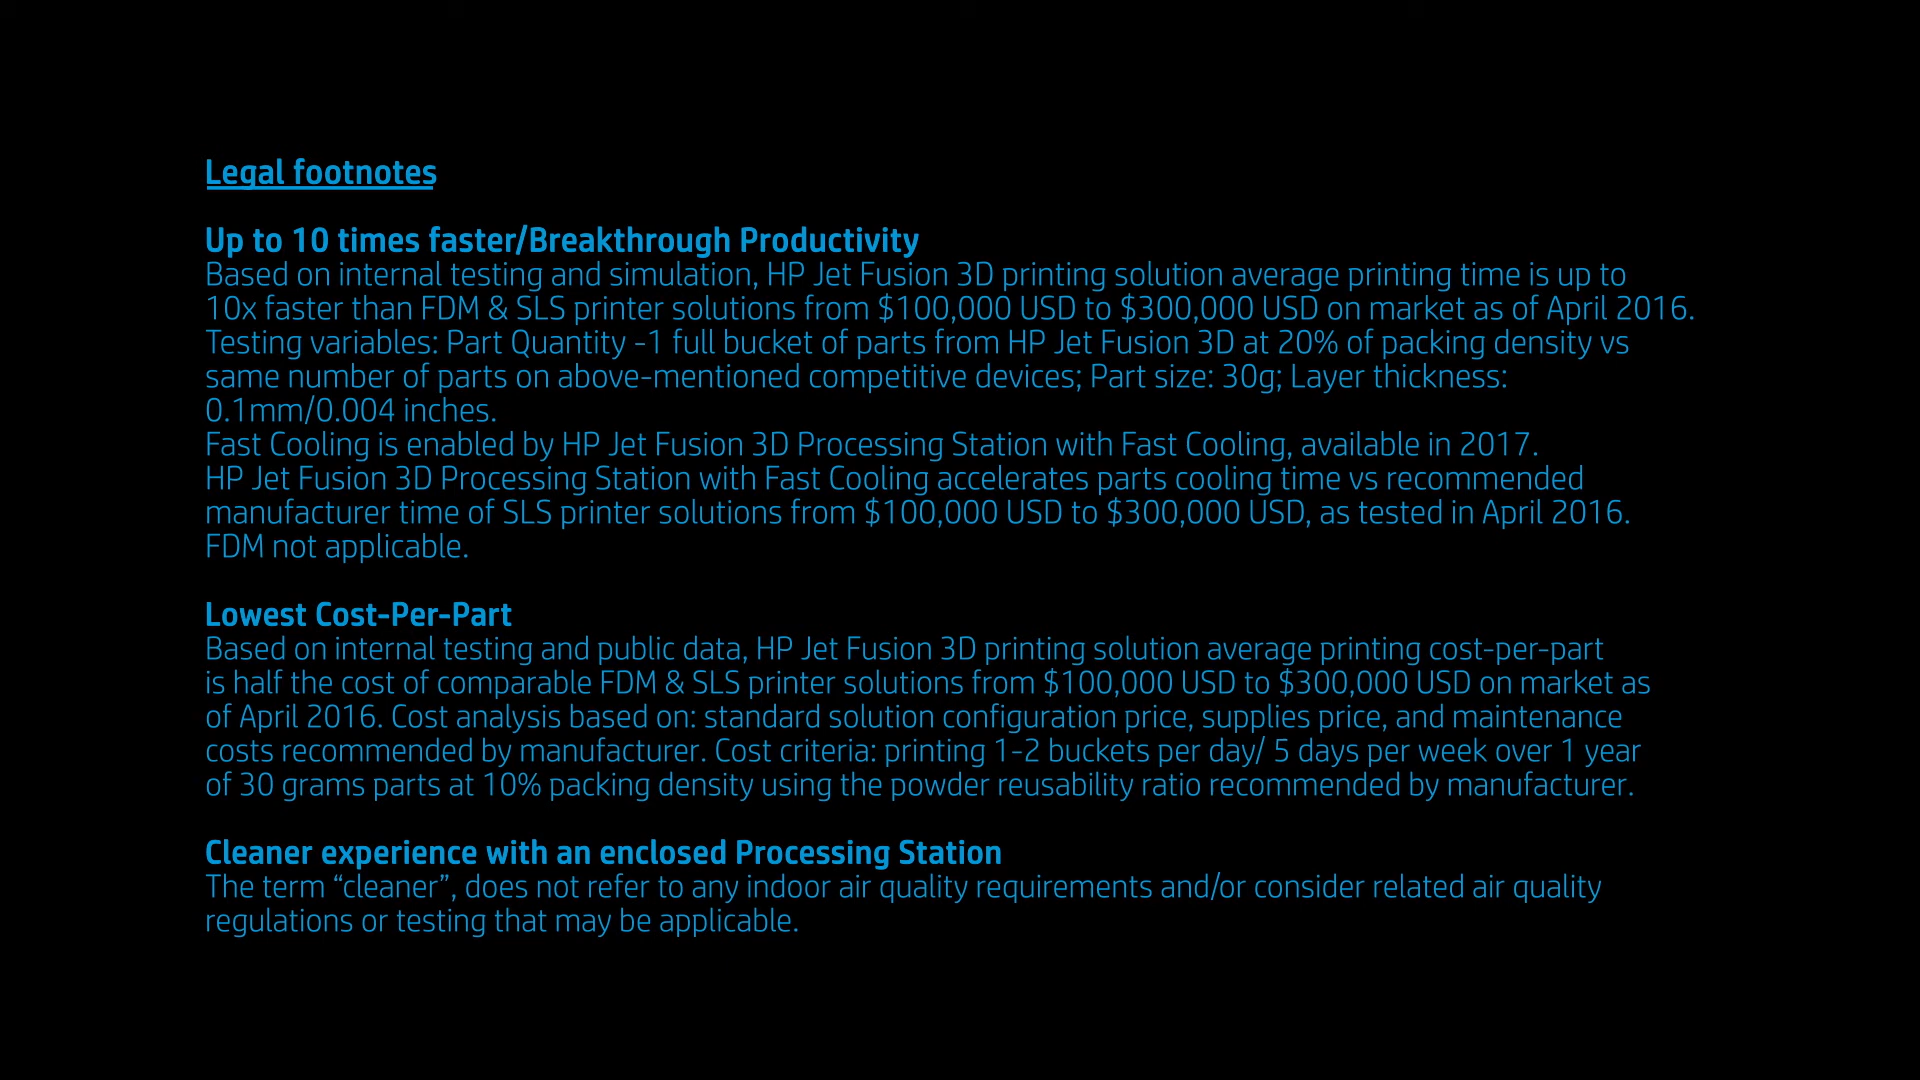 Legal footnotes
Up to 10 times faster/Breakthrough Productivity
Based on internal testing and simulation, HP Jet Fusion 3D printing solution average printing time is up to
10x faster than FDM & SLS printer solutions from $100,000 USD to $300,000 USD on market as of April 2016.
Testing variables: Part Quantity -1 full bucket of parts from HP Jet Fusion 3D at 20% of packing density vs
same number of parts on above-mentioned competitive devices; Part size: 30g; Layer thickness:
0.1mm/0.004 inches.
Fast Cooling is enabled by HP Jet Fusion 3D Processing Station with Fast Cooling, available in 2017.
HP Jet Fusion 3D Processing Station with Fast Cooling accelerates parts cooling time vs recommended
manufacturer time of SLS printer solutions from $100,000 USD to $300,000 USD, as tested in April 2016.
FDM not applicable.
Lowest Cost-Per-Part
Based on internal testing and public data, HP Jet Fusion 3D printing solution average printing cost-per-part
is half the cost of comparable FDM & SLS printer solutions from $100,000 USD to $300,000 USD on market as
of April 2016. Cost analysis based on: standard solution configuration price, supplies price, and maintenance
costs recommended by manufacturer. Cost criteria: printing 1-2 buckets per day/ 5 days per week over 1 year
of 30 grams parts at 10% packing density using the powder reusability ratio recommended by manufacturer.
Cleaner experience with an enclosed Processing Station
The term “cleaner”, does not refer to any indoor air quality requirements and/or consider related air quality
regulations or testing that may be applicable.